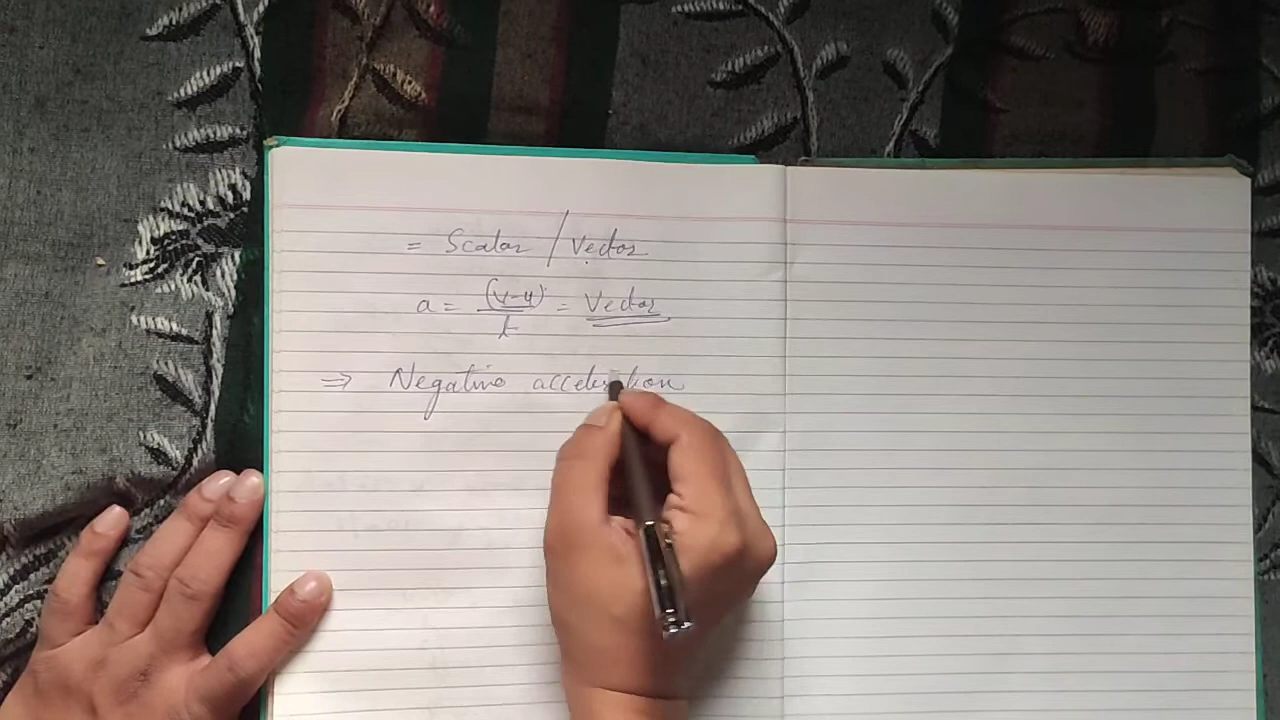 = Scalar / Vector
a = (v-u)/t = Vector
⇒ Negative acceleration